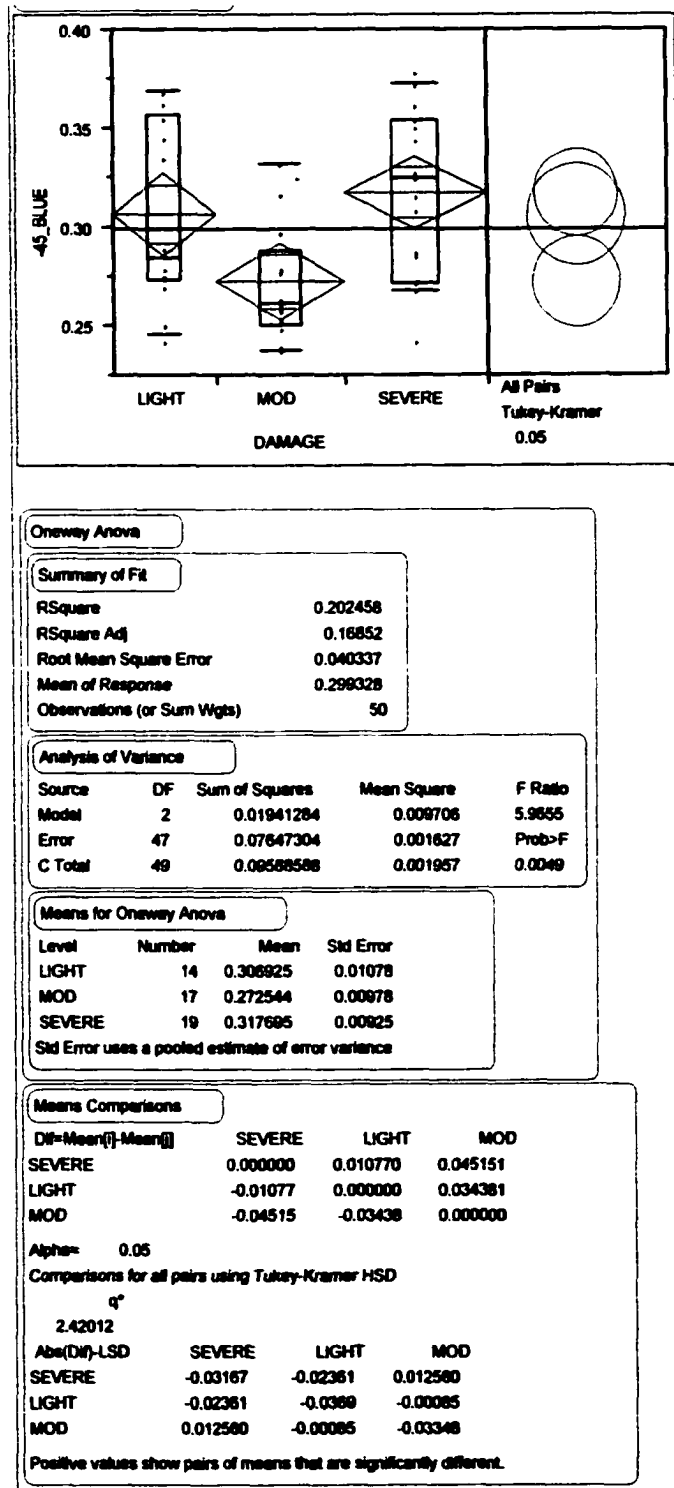 0.40
0.35
0.30
0.25
-45_BLUE
LIGHT MOD SEVERE
DAMAGE
All Pairs
Tukey-Kramer
0.05
Oneway Anova
Summary of Fit
RSquare 0.202458
RSquare Adj 0.16852
Root Mean Square Error 0.040337
Mean of Response 0.299328
Observations (or Sum Wgts) 50
Analysis of Variance
Source DF Sum of Squares Mean Square F Ratio
Model 2 0.01941284 0.009706 5.9655
Error 47 0.07647304 0.001627 Prob>F
C Total 49 0.09588588 0.001957 0.0049
Means for Oneway Anova
Level Number Mean Std Error
LIGHT 14 0.306925 0.01078
MOD 17 0.272544 0.00978
SEVERE 19 0.317695 0.00925
Std Error uses a pooled estimate of error variance
Means Comparisons
Dif=Mean[i]-Mean[j] SEVERE LIGHT MOD
SEVERE 0.000000 0.010770 0.045151
LIGHT -0.01077 0.000000 0.034381
MOD -0.04515 -0.03438 0.000000
Alpha= 0.05
Comparisons for all pairs using Tukey-Kramer HSD
q*
2.42012
Abs(Dif)-LSD SEVERE LIGHT MOD
SEVERE -0.03167 -0.02361 0.012560
LIGHT -0.02361 -0.0369 -0.00085
MOD 0.012560 -0.00085 -0.03348
Positive values show pairs of means that are significantly different.